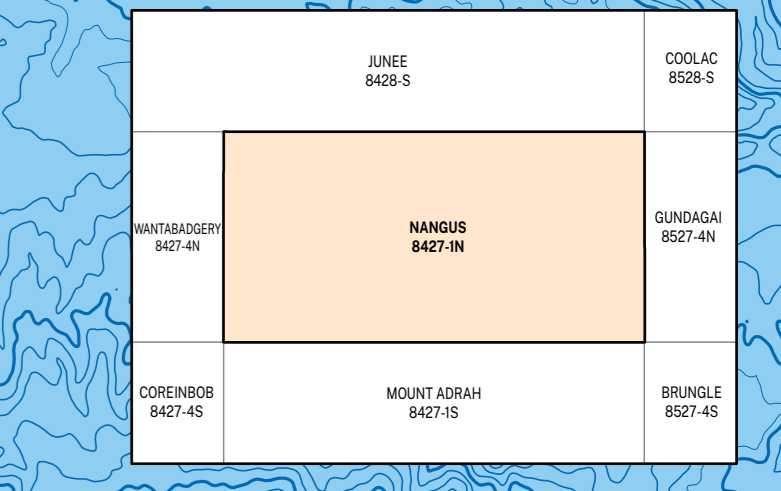 JUNEE
8428-S
COOLAC
8528-S
WANTABADGERY
8427-4N
NANGUS
8427-1N
GUNDAGAI
8527-4N
COREINBOB
8427-4S
MOUNT ADRAH
8427-1S
BRUNGLE
8527-4S